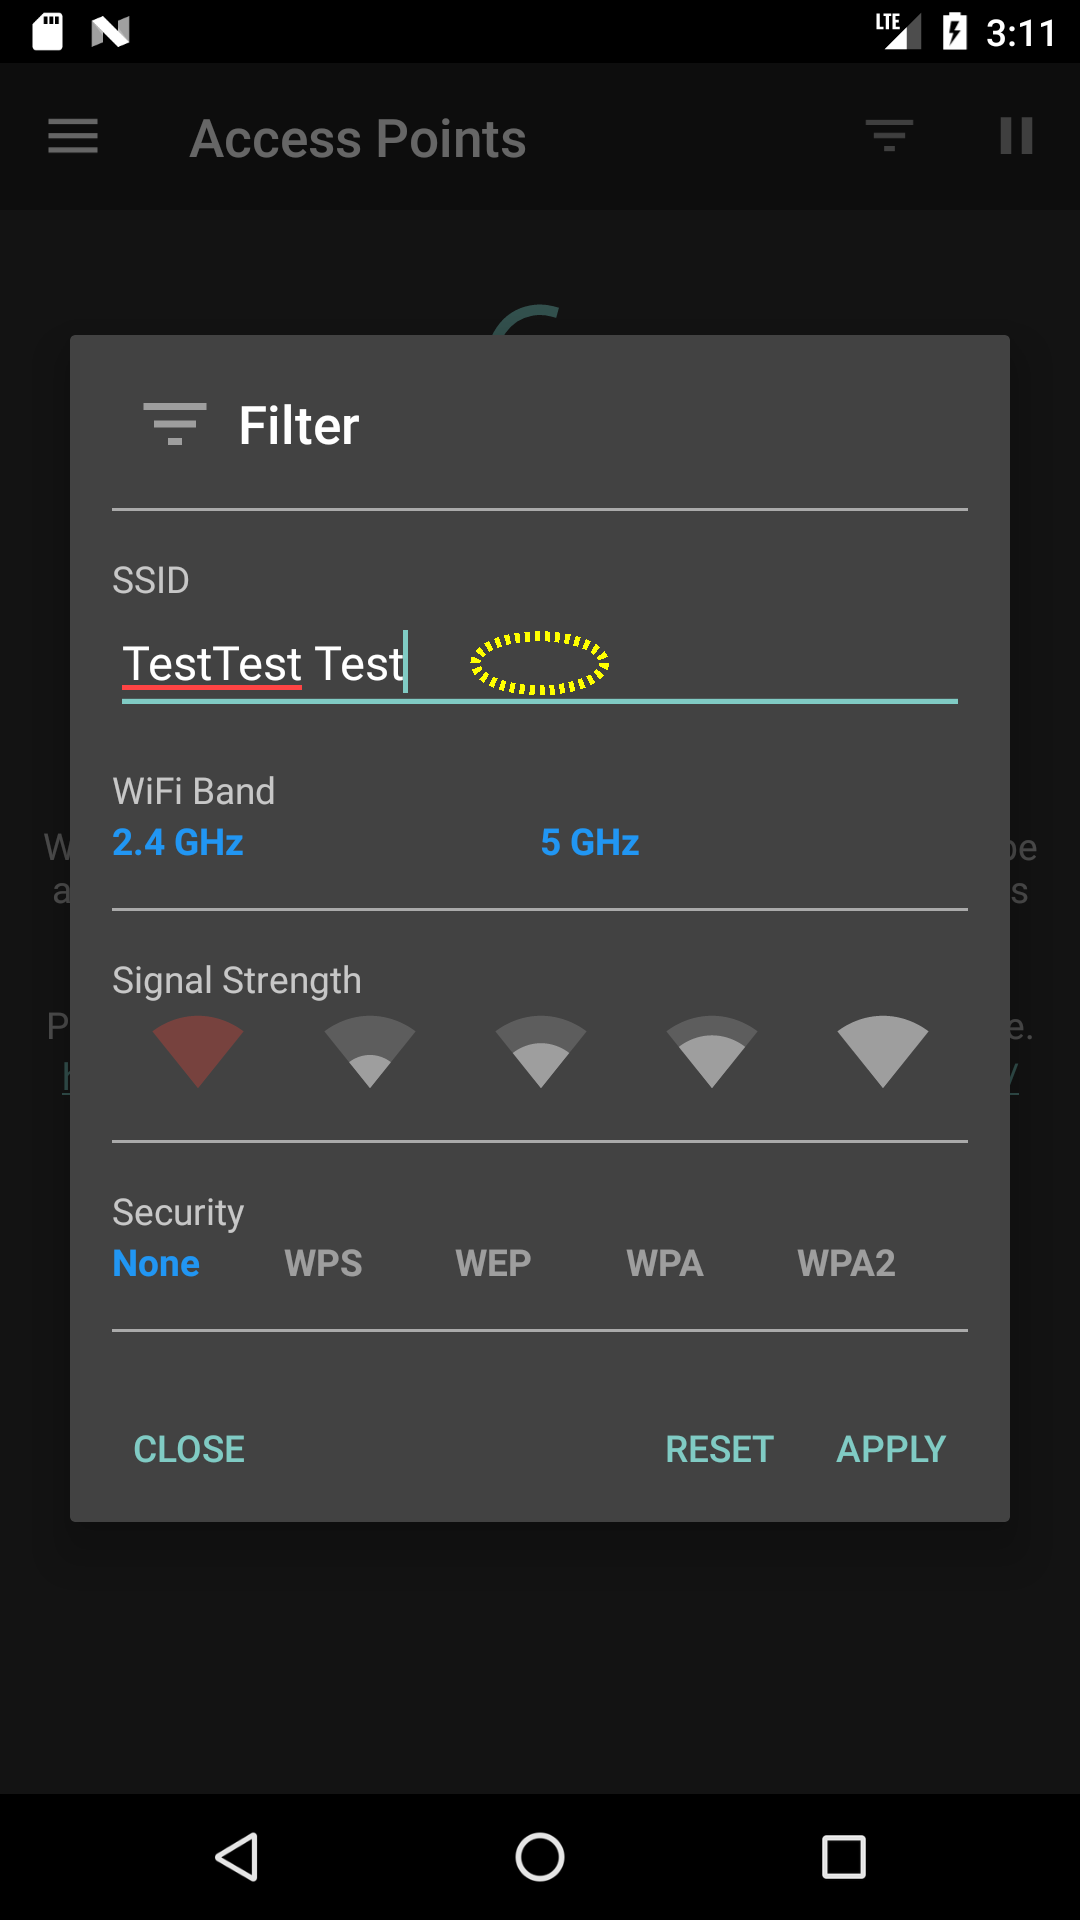 LTE 3:11
Access Points
Filter
SSID
TestTest Test
WiFi Band
2.4 GHz 5 GHz
Signal Strength
Security
None WPS WEP WPA WPA2
CLOSE RESET APPLY